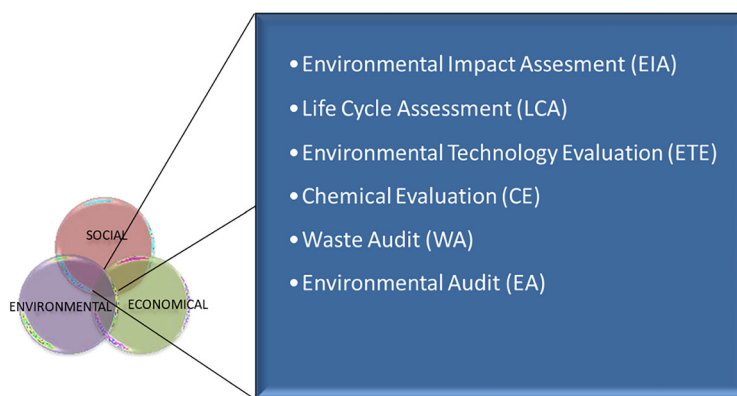 • Environmental Impact Assesment (EIA)
• Life Cycle Assessment (LCA)
• Environmental Technology Evaluation (ETE)
• Chemical Evaluation (CE)
• Waste Audit (WA)
• Environmental Audit (EA)
SOCIAL
ENVIRONMENTAL
ECONOMICAL